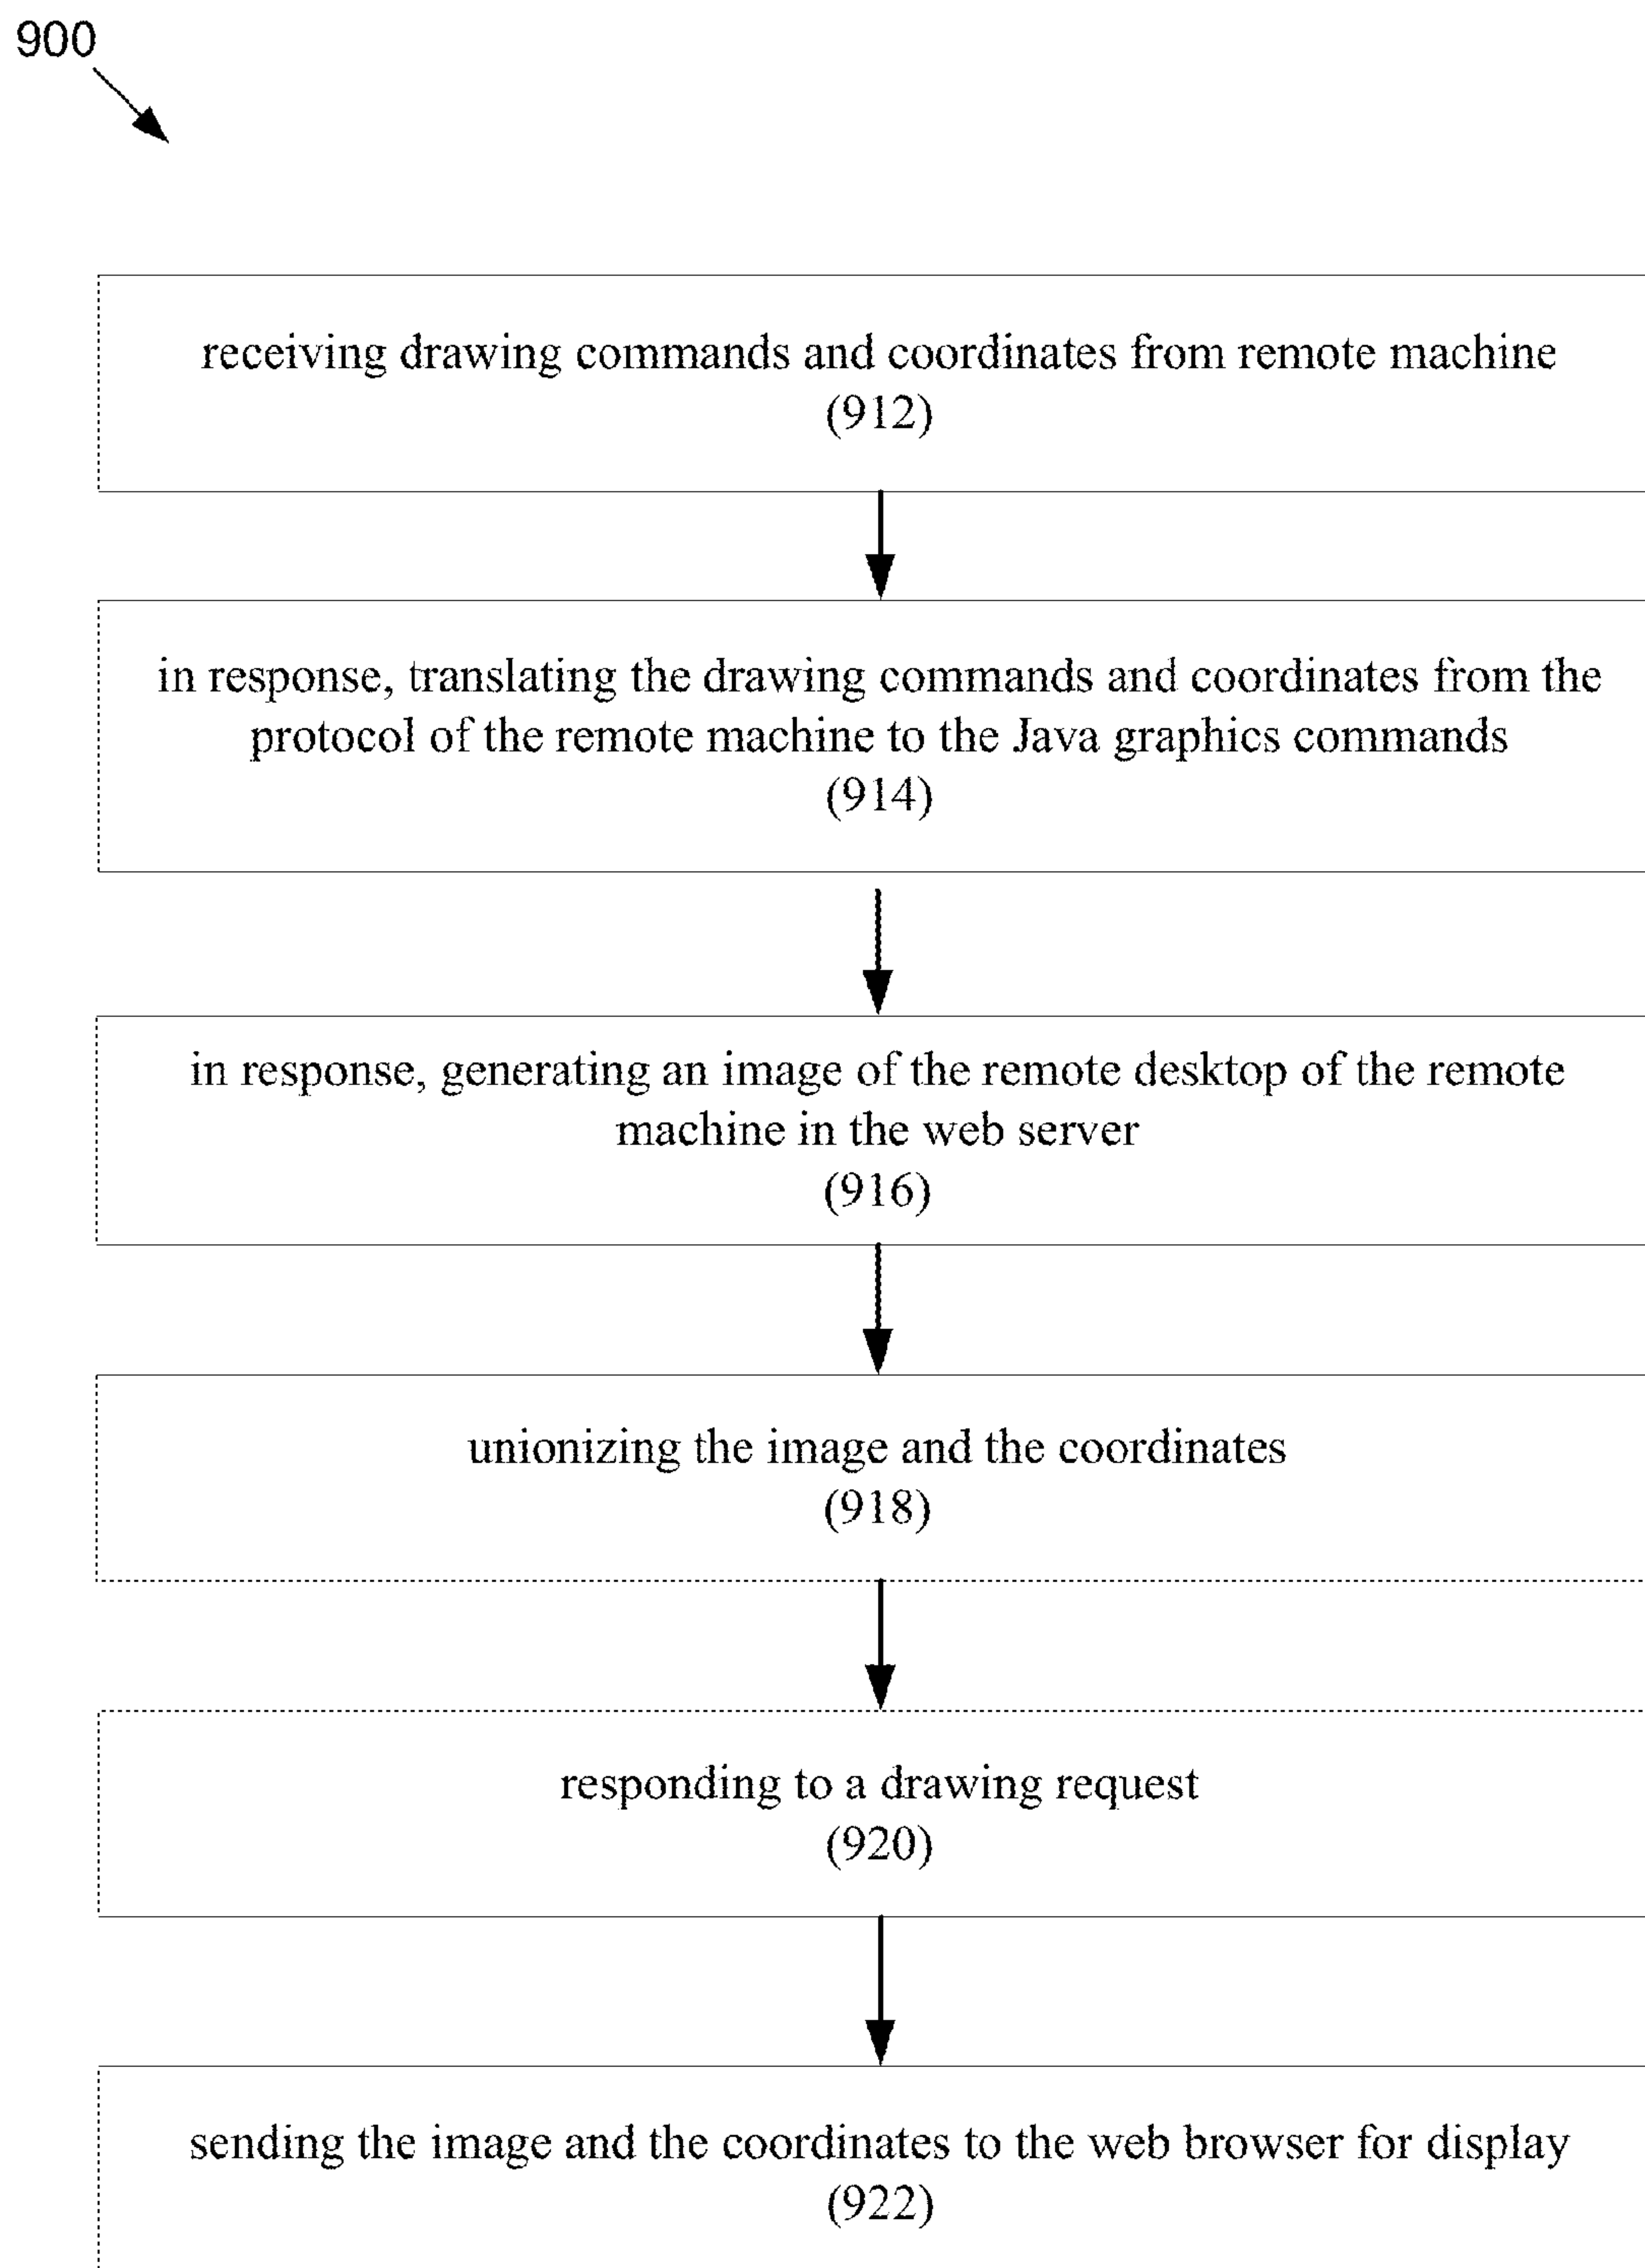 900
receiving drawing commands and coordinates from remote machine
(912)
in response, translating the drawing commands and coordinates from the
protocol of the remote machine to the Java graphics commands
(914)
in response, generating an image of the remote desktop of the remote
machine in the web server
(916)
unionizing the image and the coordinates
(918)
responding to a drawing request
(920)
sending the image and the coordinates to the web browser for display
(922)